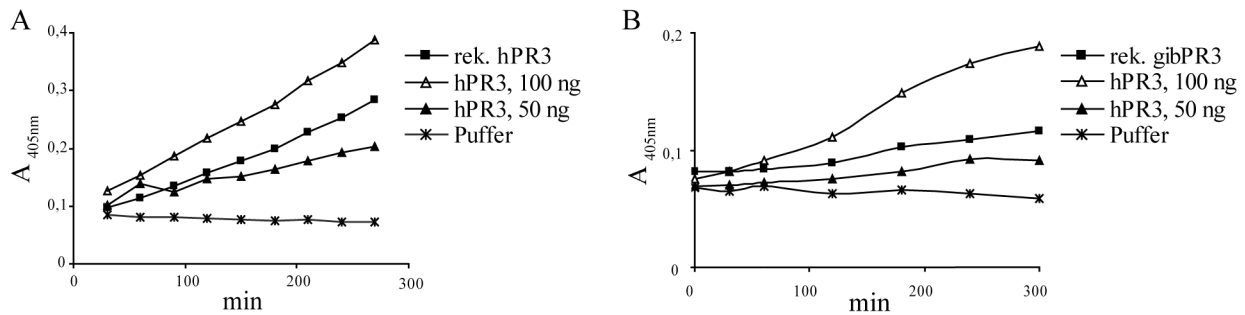 A
0,4
0,3
0,2
0,1
0
A 405nm
0 100 200 300
min
rek. hPR3
hPR3, 100 ng
hPR3, 50 ng
Puffer
B
0,2
0,1
0
A 405nm
0 100 200 300
min
rek. gibPR3
hPR3, 100 ng
hPR3, 50 ng
Puffer